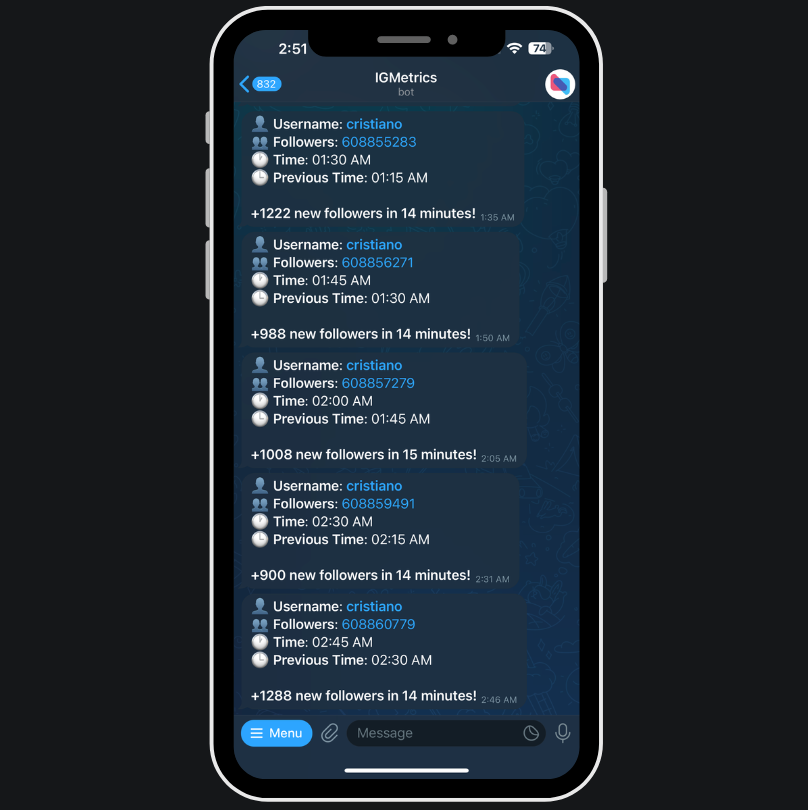 2:51
74
832
IGMetrics
bot
Username: cristiano
Followers: 608855283
Time: 01:30 AM
Previous Time: 01:15 AM
+1222 new followers in 14 minutes! 1:35 AM
Username: cristiano
Followers: 608856271
Time: 01:45 AM
Previous Time: 01:30 AM
+988 new followers in 14 minutes! 1:50 AM
Username: cristiano
Followers: 608857279
Time: 02:00 AM
Previous Time: 01:45 AM
+1008 new followers in 15 minutes! 2:05 AM
Username: cristiano
Followers: 608859491
Time: 02:30 AM
Previous Time: 02:15 AM
+900 new followers in 14 minutes! 2:31 AM
Username: cristiano
Followers: 608860779
Time: 02:45 AM
Previous Time: 02:30 AM
+1288 new followers in 14 minutes! 2:46 AM
Menu
Message